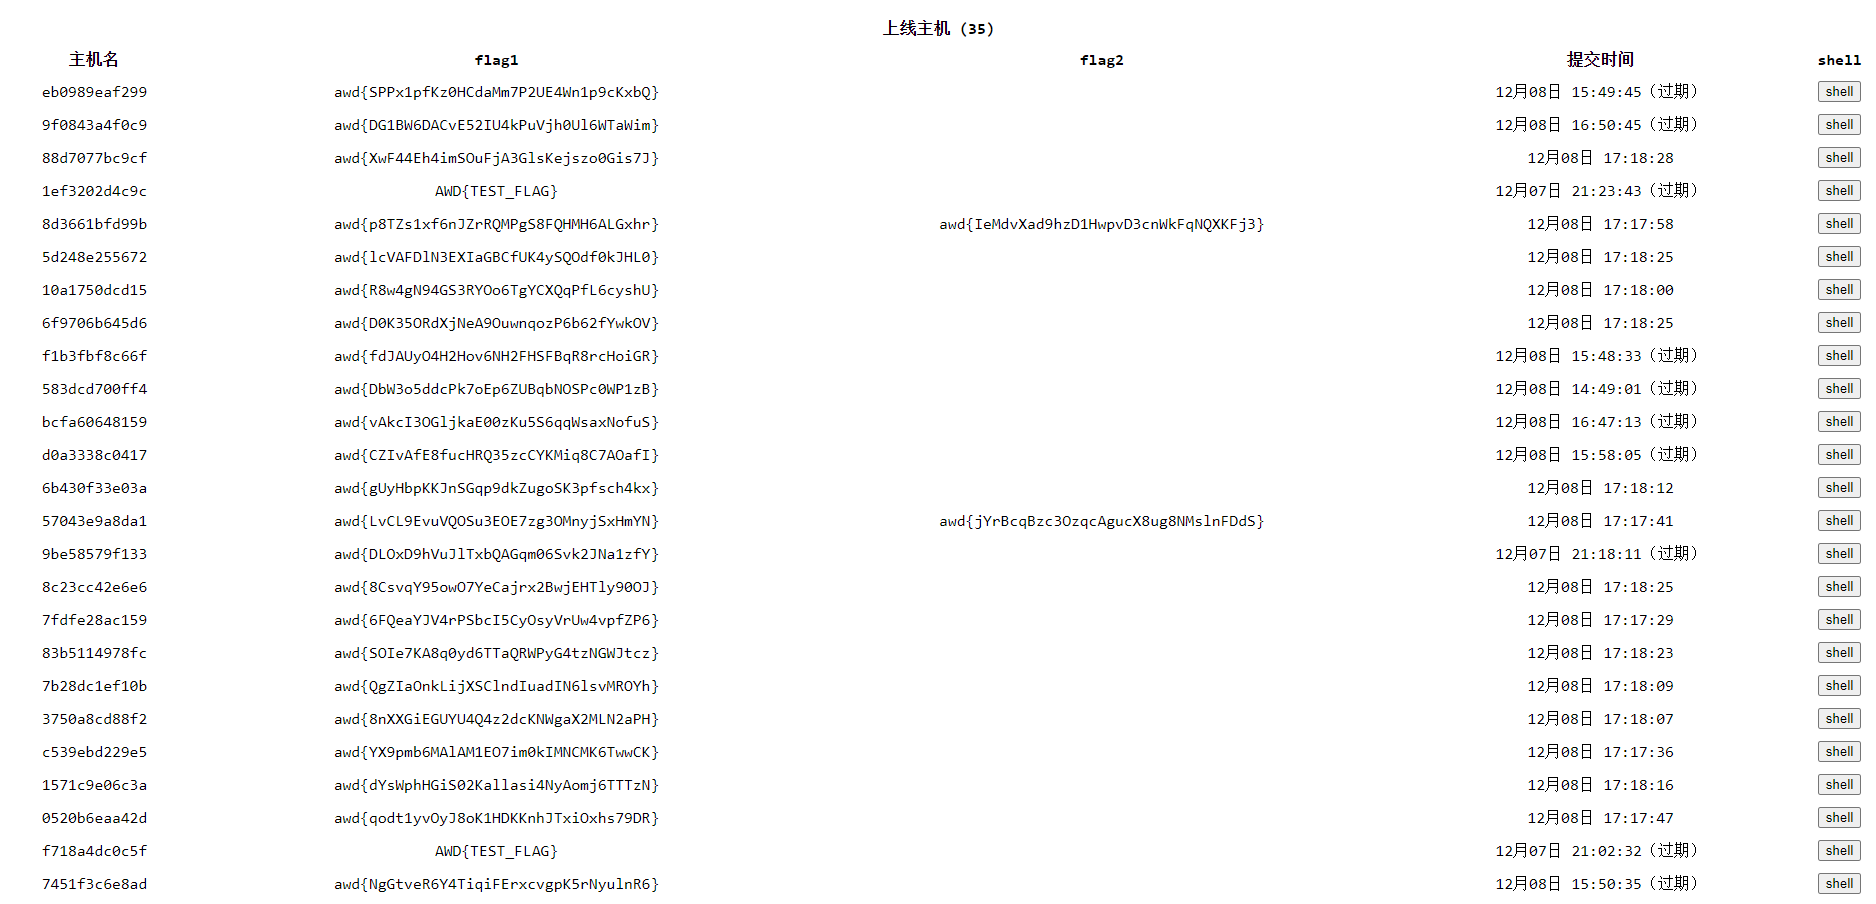 上线主机 (35)
主机名 flag1 flag2 提交时间 shell
eb0989eaf299 awd{SPPx1pfKz0HCdaMm7P2UE4Wn1p9cKxbQ} 12月08日 15:49:45（过期） shell
9f0843a4f0c9 awd{DG1BW6DACvE52IU4kPuVjh0Ul6WTaWim} 12月08日 16:50:45（过期） shell
88d7077bc9cf awd{XwF44Eh4imSOuFjA3GlsKejszo0Gis7J} 12月08日 17:18:28 shell
1ef3202d4c9c AWD{TEST_FLAG} 12月07日 21:23:43（过期） shell
8d3661bfd99b awd{p8TZs1xf6nJZrRQMPgS8FQHMH6ALGxhr} awd{IeMdvXad9hzD1HwpvD3cnWkFqNQXKFj3} 12月08日 17:17:58 shell
5d248e255672 awd{lcVAFDlN3EXIaGBCfUK4ySQOdf0kJHL0} 12月08日 17:18:25 shell
10a1750dcd15 awd{R8w4gN94GS3RYOo6TgYCXQqPfL6cyshU} 12月08日 17:18:00 shell
6f9706b645d6 awd{D0K35ORdXjNeA9OuwnqozP6b62fYwkOV} 12月08日 17:18:25 shell
f1b3fbf8c66f awd{fdJAUyO4H2Hov6NH2FHSFBqR8rcHoiGR} 12月08日 15:48:33（过期） shell
583dcd700ff4 awd{DbW3o5ddcPk7oEp6ZUBqbNOSPc0WP1zB} 12月08日 14:49:01（过期） shell
bcfa60648159 awd{vAkcI3OGljkaE00zKu5S6qqWsaxNofuS} 12月08日 16:47:13（过期） shell
d0a3338c0417 awd{CZIvAfE8fucHRQ35zcCYKMiq8C7AOafI} 12月08日 15:58:05（过期） shell
6b430f33e03a awd{gUyHbpKKJnSGqp9dkZugoSK3pfsch4kx} 12月08日 17:18:12 shell
57043e9a8da1 awd{LvCL9EvuVQOSu3EOE7zg3OMnyjSxHmYN} awd{jYrBcqBzc3OzqcAgucX8ug8NMslnFDdS} 12月08日 17:17:41 shell
9be58579f133 awd{DLOxD9hVuJlTxbQAGqm06Svk2JNa1zfY} 12月07日 21:18:11（过期） shell
8c23cc42e6e6 awd{8CsvqY95owO7YeCajrx2BwjEHTly90OJ} 12月08日 17:18:25 shell
7fdfe28ac159 awd{6FQeaYJV4rPSbcI5CyOsyVrUw4vpfZP6} 12月08日 17:17:29 shell
83b5114978fc awd{SOIe7KA8q0yd6TTaQRWPyG4tzNGWJtcz} 12月08日 17:18:23 shell
7b28dc1ef10b awd{QgZIaOnkLijXSClndIuadIN6lsvMROYh} 12月08日 17:18:09 shell
3750a8cd88f2 awd{8nXXGiEGUYU4Q4z2dcKNWgaX2MLN2aPH} 12月08日 17:18:07 shell
c539ebd229e5 awd{YX9pmb6MAlAM1EO7im0kIMNCMK6TwwCK} 12月08日 17:17:36 shell
1571c9e06c3a awd{dYsWphHGiS02Kallasi4NyAomj6TTTzN} 12月08日 17:18:16 shell
0520b6eaa42d awd{qodt1yvOyJ8oK1HDKKnhJTxiOxhs79DR} 12月08日 17:17:47 shell
f718a4dc0c5f AWD{TEST_FLAG} 12月07日 21:02:32（过期） shell
7451f3c6e8ad awd{NgGtveR6Y4TiqiFErxcvgpK5rNyulnR6} 12月08日 15:50:35（过期） shell